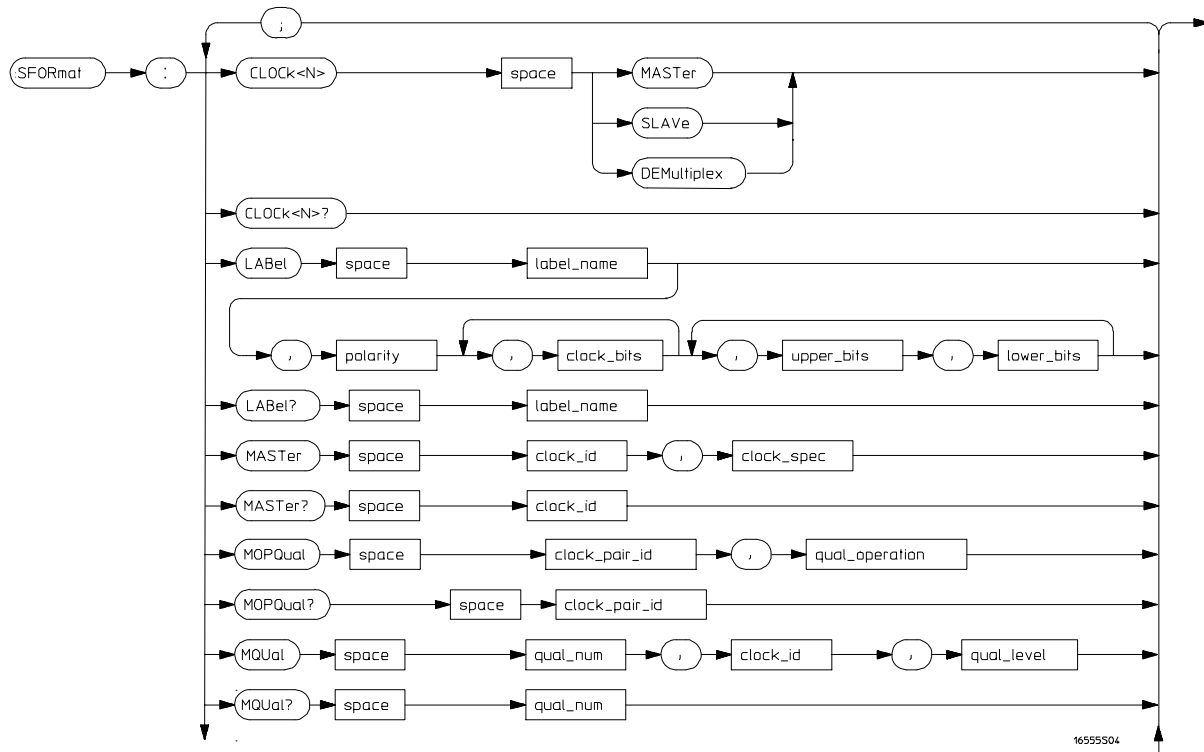 ;
:SFORmat : CLOCk<N> space MASTer
SLAVe
DEMultiplex
CLOCk<N>?
LABel space label_name
, polarity , clock_bits , upper_bits , lower_bits
LABel? space label_name
MASTer space clock_id , clock_spec
MASTer? space clock_id
MOPQual space clock_pair_id , qual_operation
MOPQual? space clock_pair_id
MQUal space qual_num , clock_id , qual_level
MQUal? space qual_num
16555S04